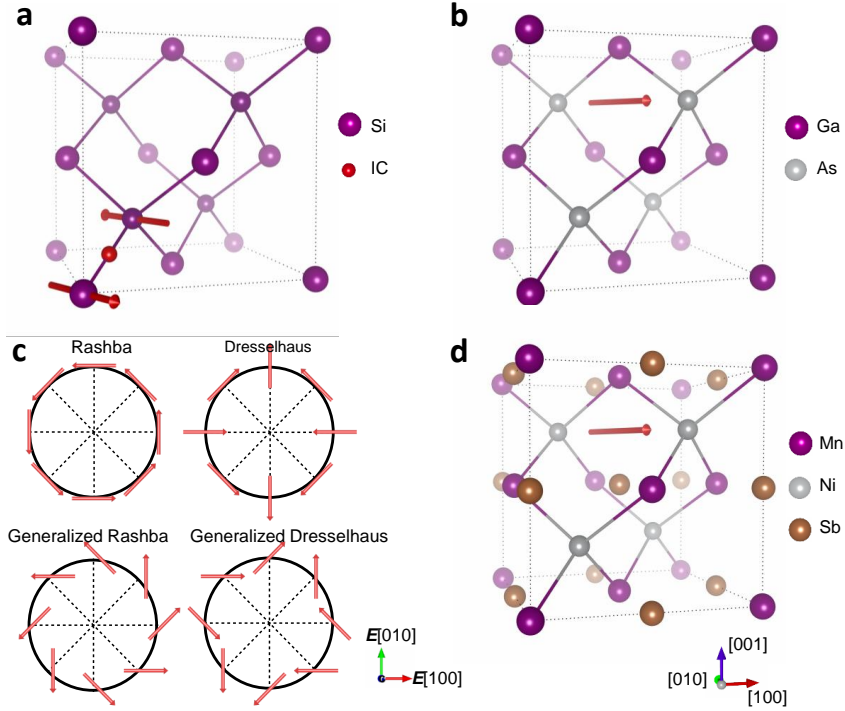 a
Si
IC
b
Ga
As
c
Rashba
Dresselhaus
Generalized Rashba
Generalized Dresselhaus
E[010]
E[100]
d
Mn
Ni
Sb
[001]
[010]
[100]